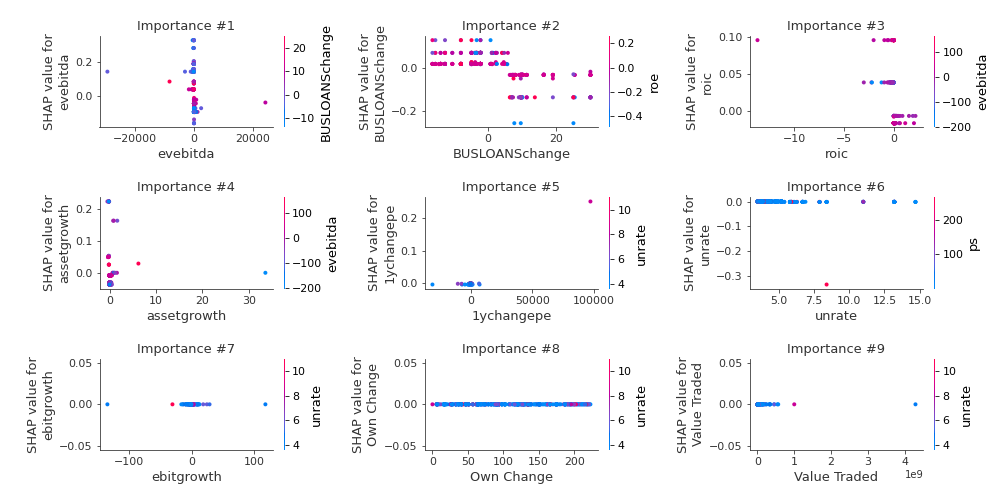 Importance #1
SHAP value for
evebitda
0.2
0.0
−20000
0
20000
evebitda
20
10
0
−10
BUSLOANSchange
Importance #2
SHAP value for
BUSLOANSchange
0.0
−0.2
0
20
BUSLOANSchange
0.2
0.0
−0.2
−0.4
roe
Importance #3
SHAP value for
roic
0.10
0.05
0.00
−10
−5
0
roic
100
0
−100
−200
evebitda
Importance #4
SHAP value for
assetgrowth
0.2
0.1
0.0
0
10
20
30
assetgrowth
100
0
−100
−200
evebitda
Importance #5
SHAP value for
1ychangepe
0.2
0.1
0.0
0
50000
100000
1ychangepe
10
8
6
4
unrate
Importance #6
SHAP value for
unrate
0.0
−0.1
−0.2
−0.3
5.0
7.5
10.0
12.5
15.0
unrate
200
100
ps
Importance #7
SHAP value for
ebitgrowth
0.05
0.00
−0.05
−100
0
100
ebitgrowth
10
8
6
4
unrate
Importance #8
SHAP value for
Own Change
0.05
0.00
−0.05
0
50
100
150
200
Own Change
10
8
6
4
unrate
Importance #9
SHAP value for
Value Traded
0.05
0.00
−0.05
0
1
2
3
4
1e9
Value Traded
10
8
6
4
unrate